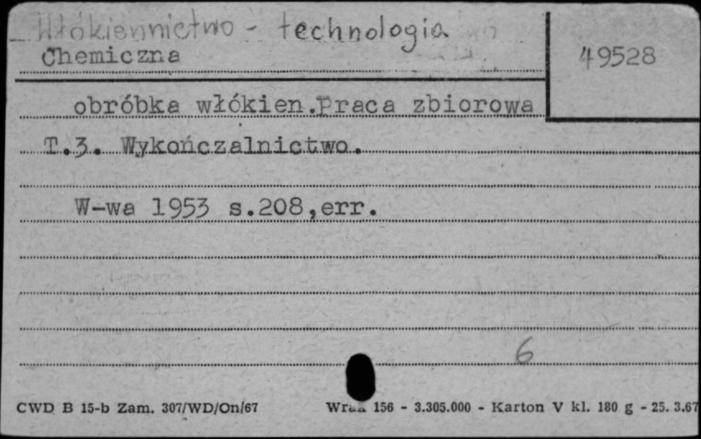 Włókiennictwo - technologia
Chemiczna
49528
obróbka włókien.Praca zbiorowa
T.3. Wykończalnictwo.
W-wa 1953 s.208,err.
6
CWD B 15-b Zam. 307/WD/On/67
156 - 3.305.000 - Karton V kl. 180 g - 25. 3.67